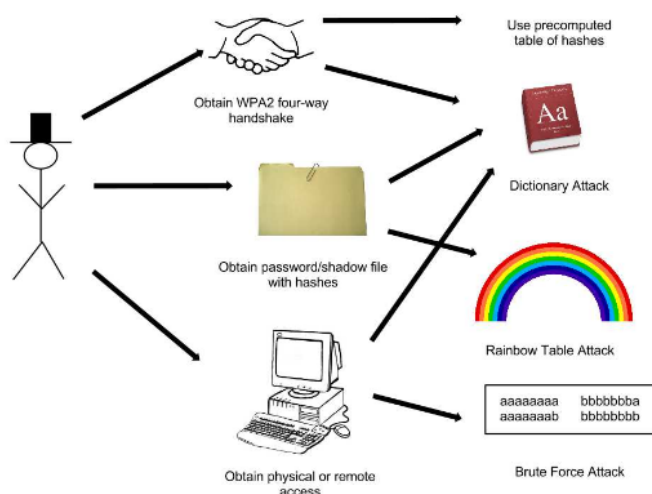 Use precomputed
table of hashes
Obtain WPA2 four-way
handshake
Aa
Dictionary Attack
Obtain password/shadow file
with hashes
Rainbow Table Attack
aaaaaaaa bbbbbbba
aaaaaaab bbbbbbbb
Brute Force Attack
Obtain physical or remote
access